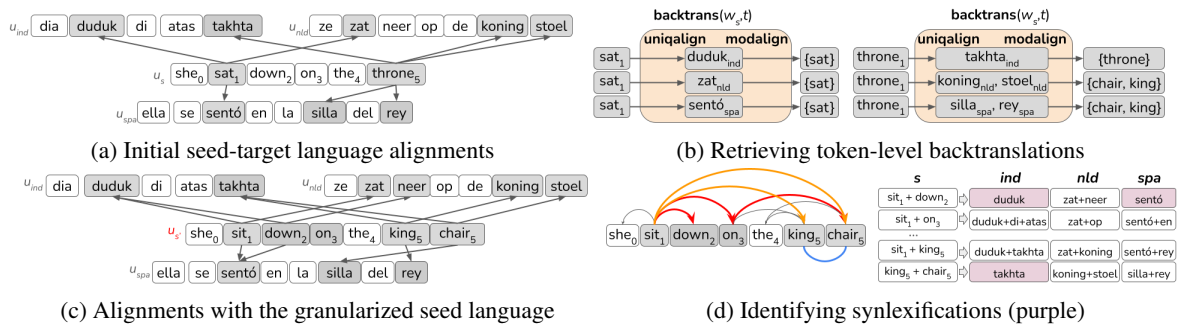 u_ind dia duduk di atas takhta u_nld ze zat neer op de koning stoel
u_s she_0 sat_1 down_2 on_3 the_4 throne_5
u_spa ella se sentó en la silla del rey
(a) Initial seed-target language alignments
backtrans(w_s,t) backtrans(w_s,t)
uniqalign modalign uniqalign modalign
sat_1 duduk_ind {sat} throne_1 takhta_ind {throne}
sat_1 zat_nld {sat} throne_1 koning_nld, stoel_nld {chair, king}
sat_1 sentó_spa {sat} throne_1 silla_spa, rey_spa {chair, king}
(b) Retrieving token-level backtranslations
u_ind dia duduk di atas takhta u_nld ze zat neer op de koning stoel
u_s' she_0 sit_1 down_2 on_3 the_4 king_5 chair_5
u_spa ella se sentó en la silla del rey
(c) Alignments with the granularized seed language
she_0 sit_1 down_2 on_3 the_4 king_5 chair_5
s ind nld spa
sit_1 + down_2 duduk zat+neer sentó
sit_1 + on_3 duduk+di+atas zat+op sentó+en
...
sit_1 + king_5 duduk+takhta zat+koning sentó+rey
king_5 + chair_5 takhta koning+stoel silla+rey
(d) Identifying synlexifications (purple)